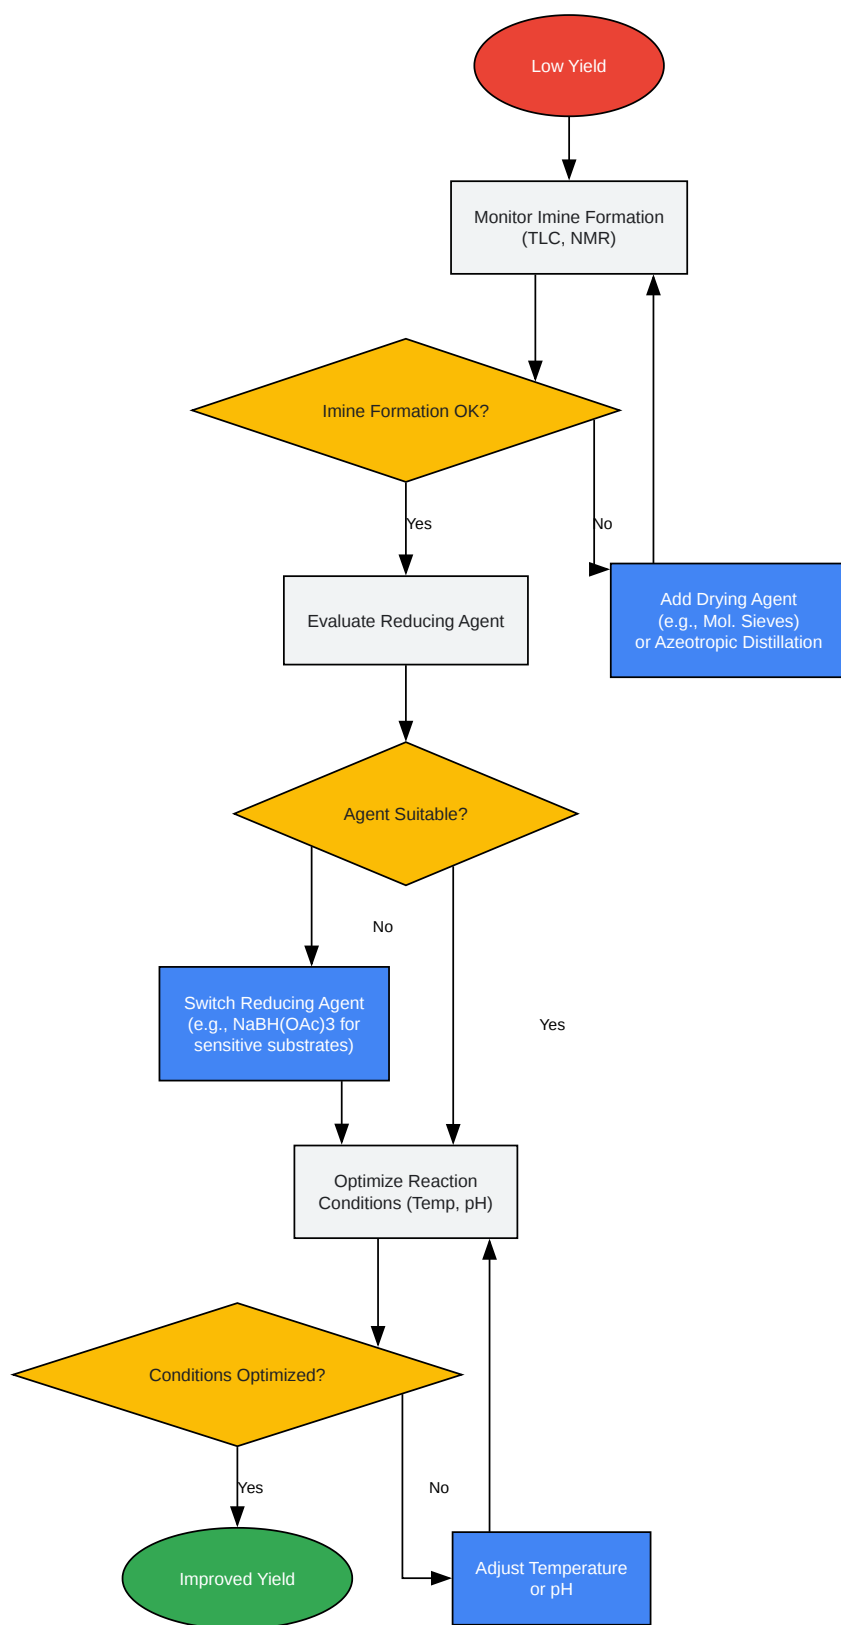 Low Yield
Monitor Imine Formation
(TLC, NMR)
Imine Formation OK?
Yes
No
Evaluate Reducing Agent
Add Drying Agent
(e.g., Mol. Sieves)
or Azeotropic Distillation
Agent Suitable?
No
Switch Reducing Agent
(e.g., NaBH(OAc)3 for
sensitive substrates)
Yes
Optimize Reaction
Conditions (Temp, pH)
Conditions Optimized?
Yes
No
Improved Yield
Adjust Temperature
or pH